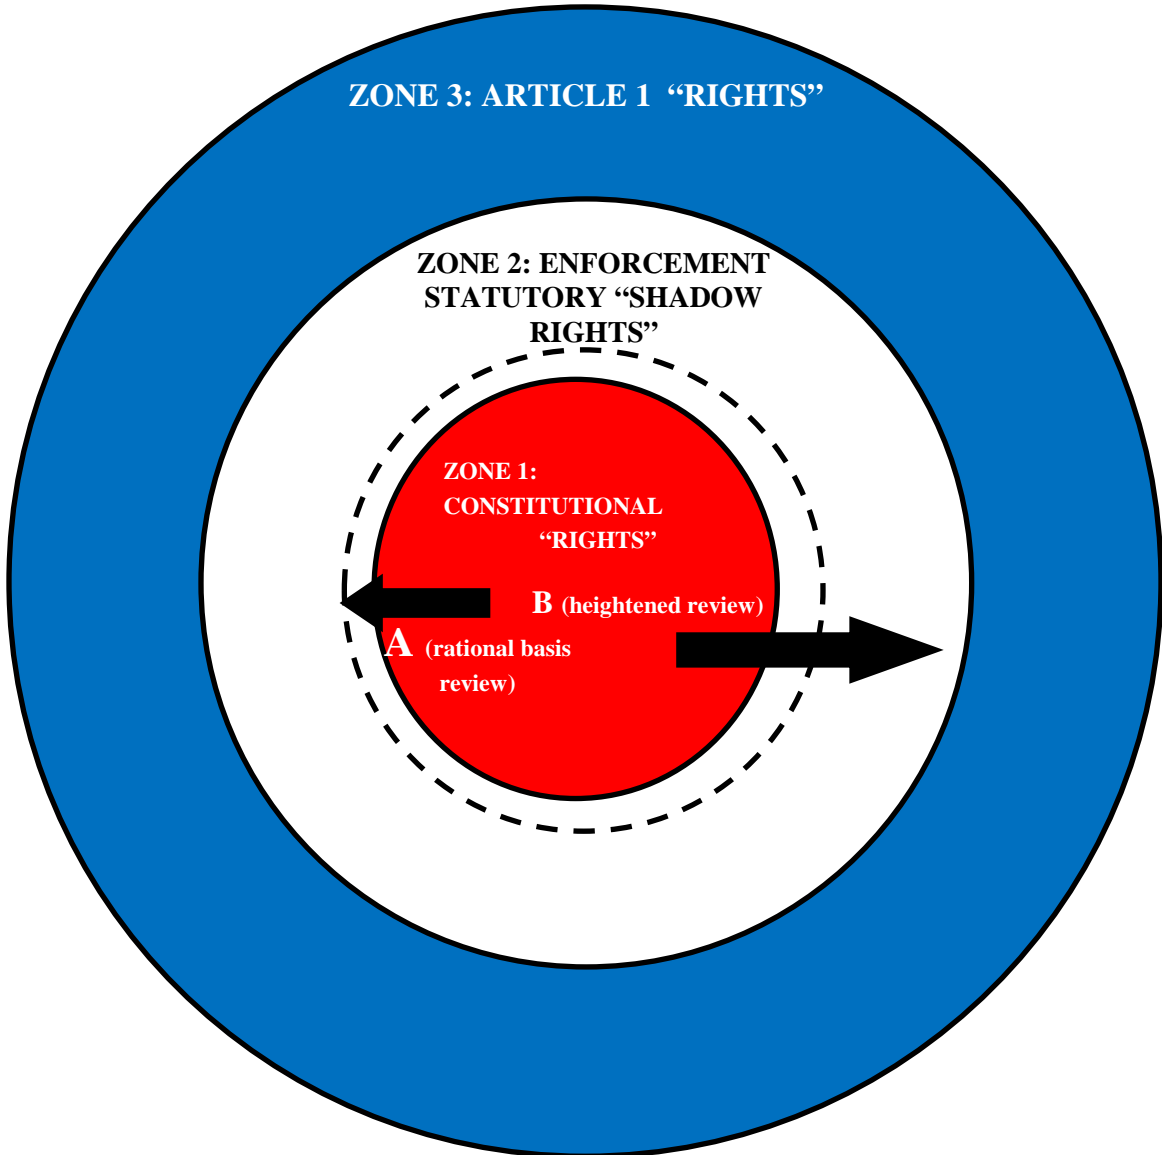 ZONE 3: ARTICLE 1 “RIGHTS”
ZONE 2: ENFORCEMENT
STATUTORY “SHADOW
RIGHTS”
ZONE 1:
CONSTITUTIONAL
“RIGHTS”
B (heightened review)
A (rational basis
review)